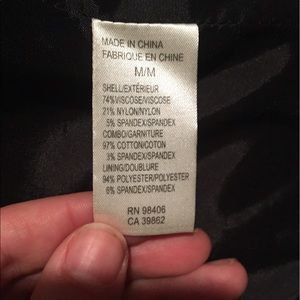 MADE IN CHINA
FABRIQUE EN CHINE
M/M
SHELL/EXTÉRIEUR
74%VISCOSE/VISCOSE
21% NYLON/NYLON
5% SPANDEX/SPANDEX
COMBO/GARNITURE
97% COTTON/COTON
3% SPANDEX/SPANDEX
LINING/DOUBLURE
94% POLYESTER/POLYESTER
6% SPANDEX/SPANDEX
RN 98406
CA 39862